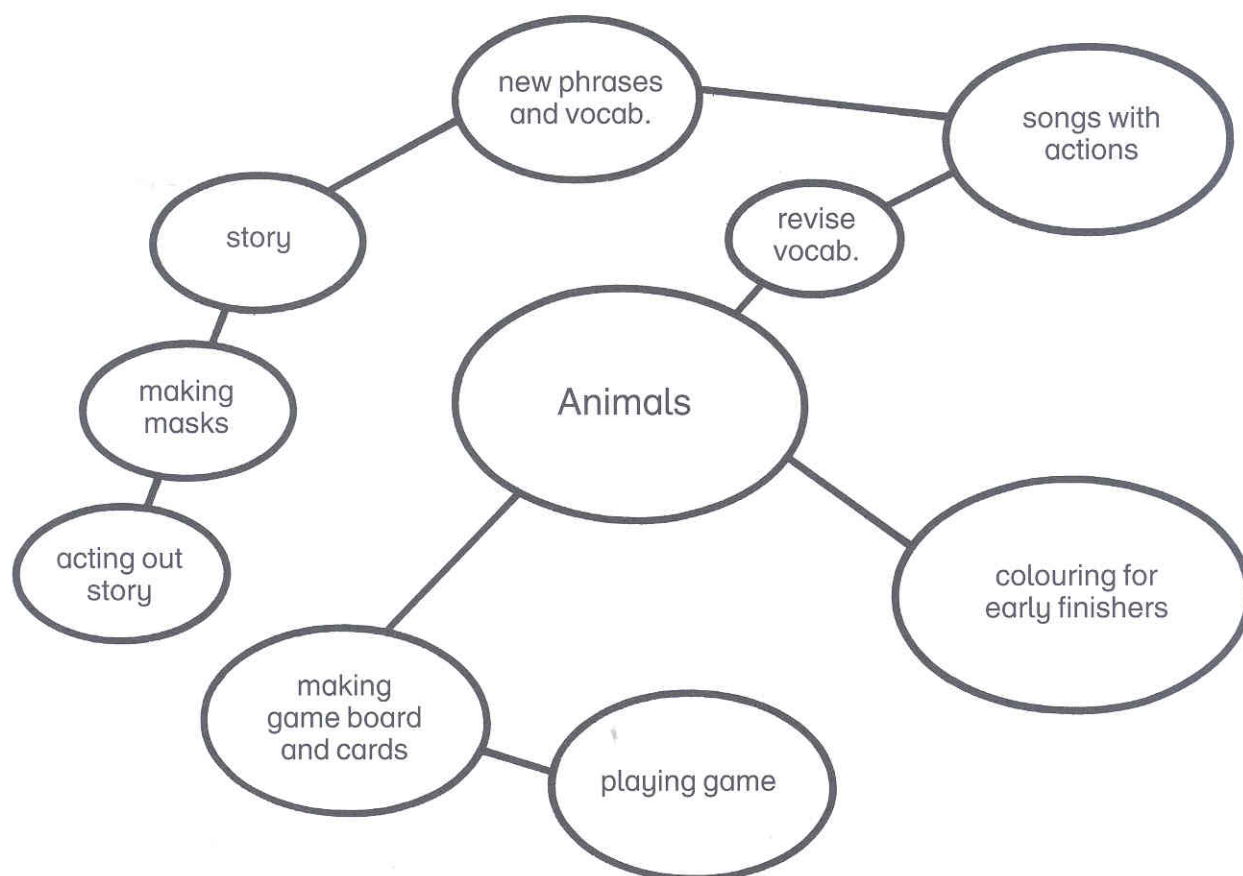 new phrases
and vocab.
songs with
actions
revise
vocab.
story
Animals
making
masks
acting out
story
colouring for
early finishers
making
game board
and cards
playing game